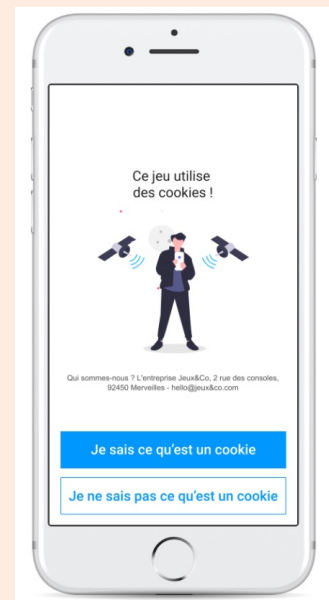 Ce jeu utilise
des cookies !
Qui sommes-nous ? L'entreprise Jeux&Co, 2 rue des consoles,
92450 Merveilles - hello@jeux&co.com
Je sais ce qu'est un cookie
Je ne sais pas ce qu'est un cookie